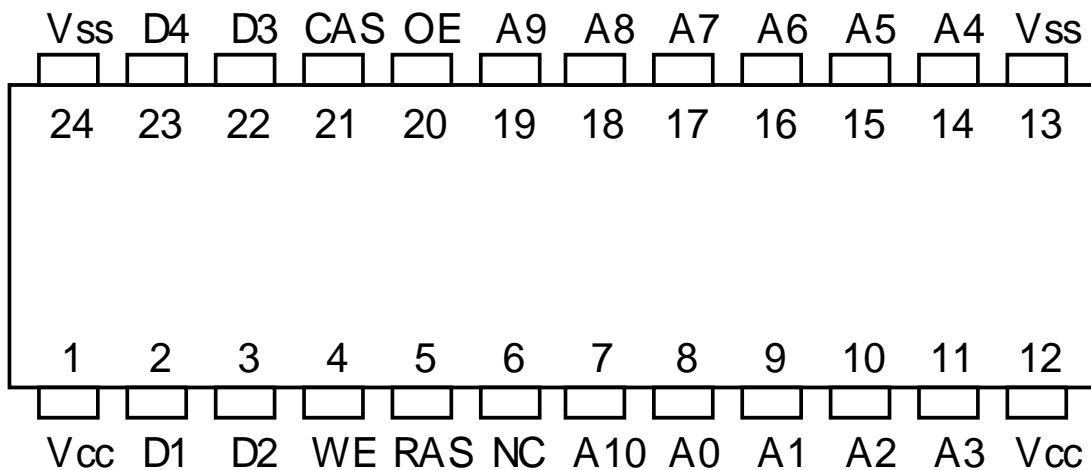 Vss D4 D3 CAS OE A9 A8 A7 A6 A5 A4 Vss
24 23 22 21 20 19 18 17 16 15 14 13
1 2 3 4 5 6 7 8 9 10 11 12
Vcc D1 D2 WE RAS NC A10 A0 A1 A2 A3 Vcc